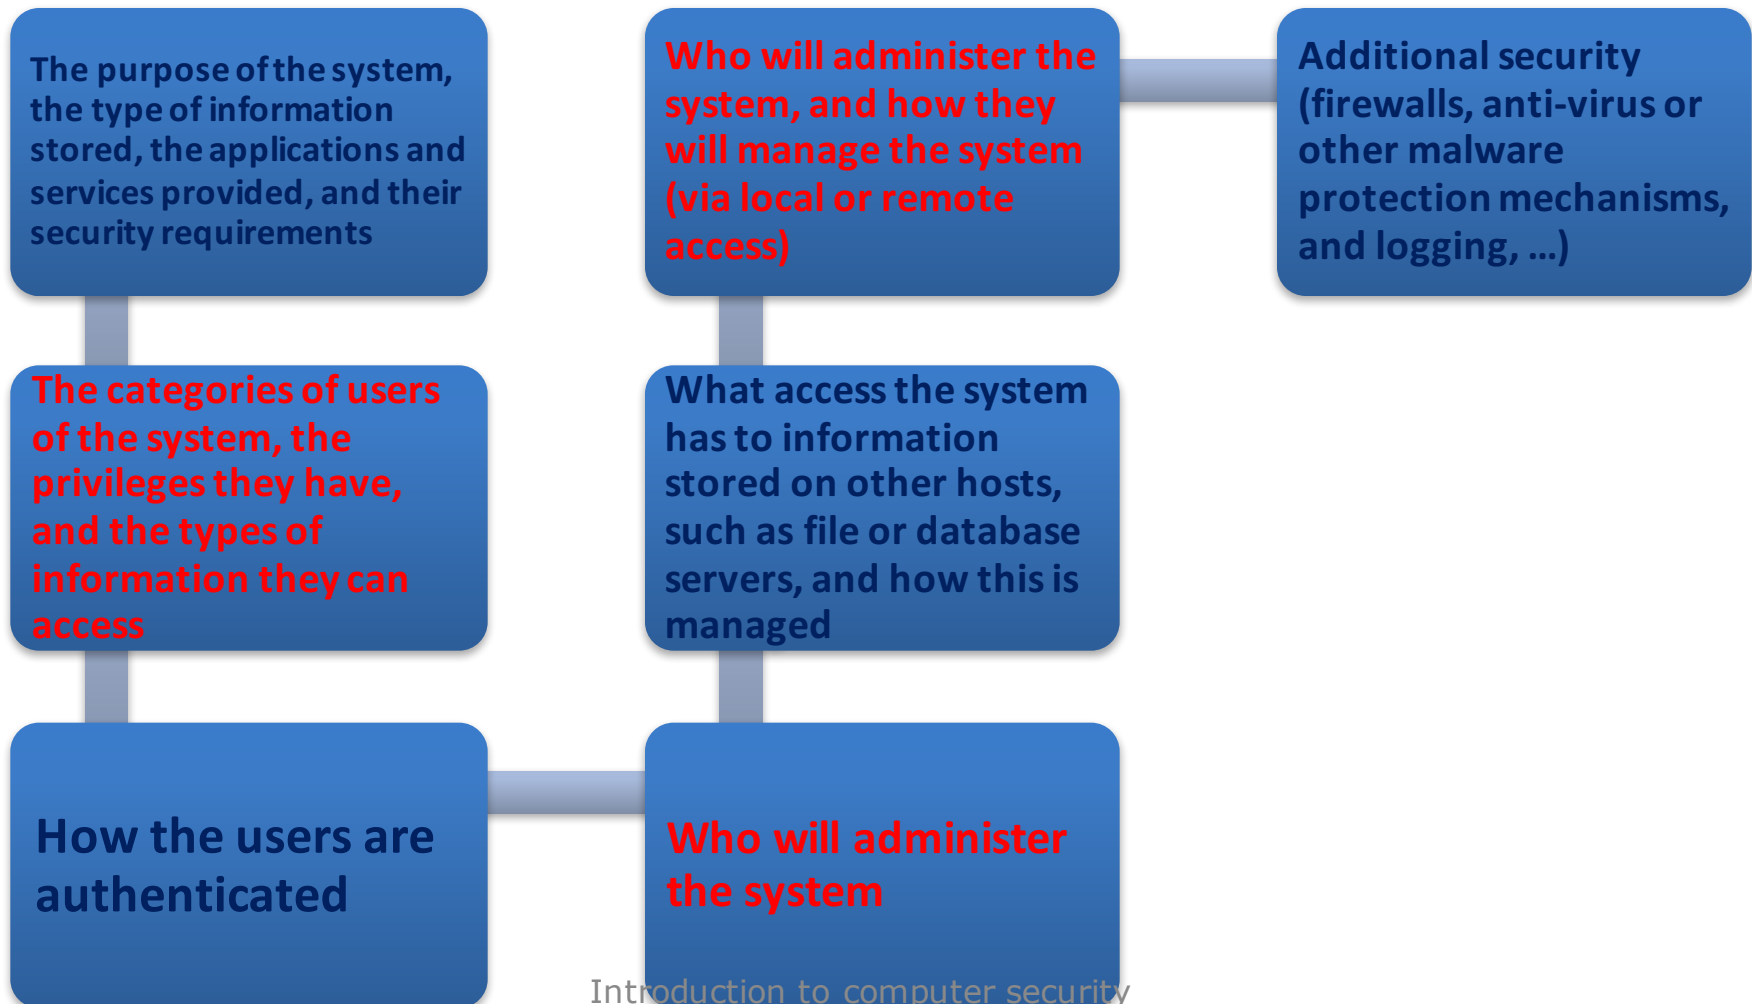 The purpose of the system,
the type of information
stored, the applications and
services provided, and their
security requirements
The categories of users
of the system, the
privileges they have,
and the types of
information they can
access
How the users are
authenticated
Who will administer
the system
What access the system
has to information
stored on other hosts,
such as file or database
servers, and how this is
managed
Who will administer the
system, and how they
will manage the system
(via local or remote
access)
Additional security
(firewalls, anti-virus or
other malware
protection mechanisms,
and logging, …)
Introduction to computer security